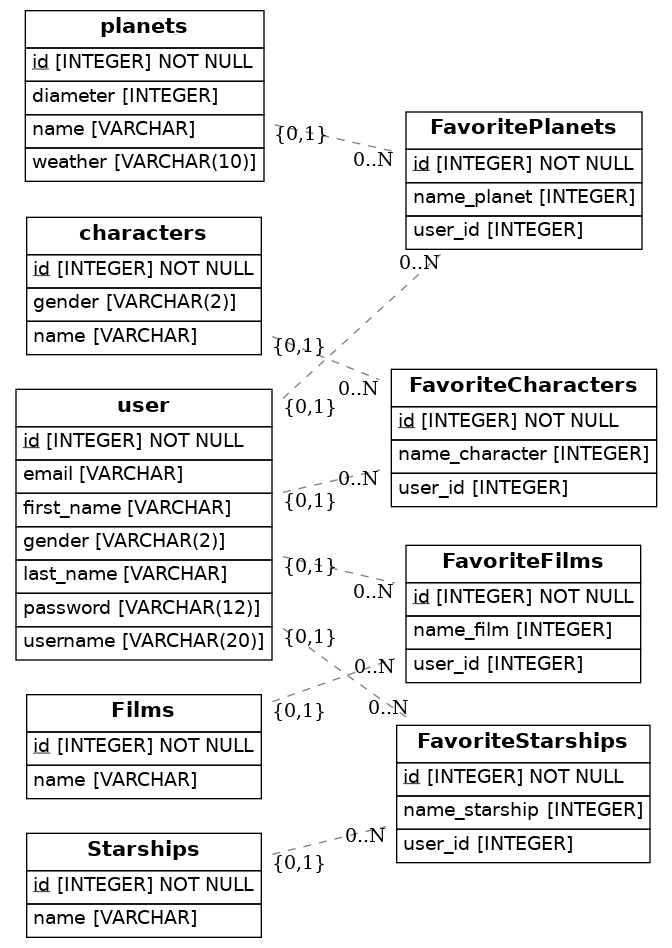 planets
id [INTEGER] NOT NULL
diameter [INTEGER]
name [VARCHAR]
weather [VARCHAR(10)]
{0,1}
0..N
FavoritePlanets
id [INTEGER] NOT NULL
name_planet [INTEGER]
user_id [INTEGER]
0..N
characters
id [INTEGER] NOT NULL
gender [VARCHAR(2)]
name [VARCHAR]
{0,1}
0..N
FavoriteCharacters
id [INTEGER] NOT NULL
name_character [INTEGER]
user_id [INTEGER]
user
id [INTEGER] NOT NULL
email [VARCHAR]
first_name [VARCHAR]
gender [VARCHAR(2)]
last_name [VARCHAR]
password [VARCHAR(12)]
username [VARCHAR(20)]
{0,1}
{0,1}
0..N
{0,1}
0..N
{0,1}
0..N
FavoriteFilms
id [INTEGER] NOT NULL
name_film [INTEGER]
user_id [INTEGER]
Films
id [INTEGER] NOT NULL
name [VARCHAR]
{0,1}
0..N
FavoriteStarships
id [INTEGER] NOT NULL
name_starship [INTEGER]
user_id [INTEGER]
Starships
id [INTEGER] NOT NULL
name [VARCHAR]
{0,1}
0..N